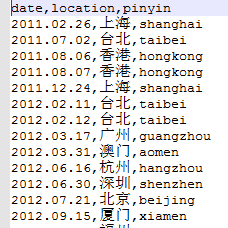 date,location,pinyin
2011.02.26,上海,shanghai
2011.07.02,台北,taibei
2011.08.06,香港,hongkong
2011.08.07,香港,hongkong
2011.12.24,上海,shanghai
2012.02.11,台北,taibei
2012.02.12,台北,taibei
2012.03.17,广州,guangzhou
2012.03.31,澳门,aomen
2012.06.16,杭州,hangzhou
2012.06.30,深圳,shenzhen
2012.07.21,北京,beijing
2012.09.15,厦门,xiamen